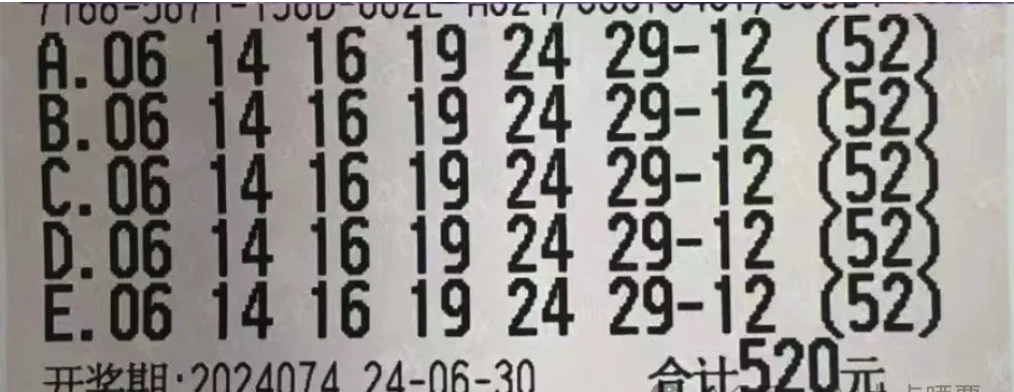 A.06 14 16 19 24 29-12 (52)
B.06 14 16 19 24 29-12 (52)
C.06 14 16 19 24 29-12 (52)
D.06 14 16 19 24 29-12 (52)
E.06 14 16 19 24 29-12 (52)
开奖期:2024074 24-06-30 合计520元